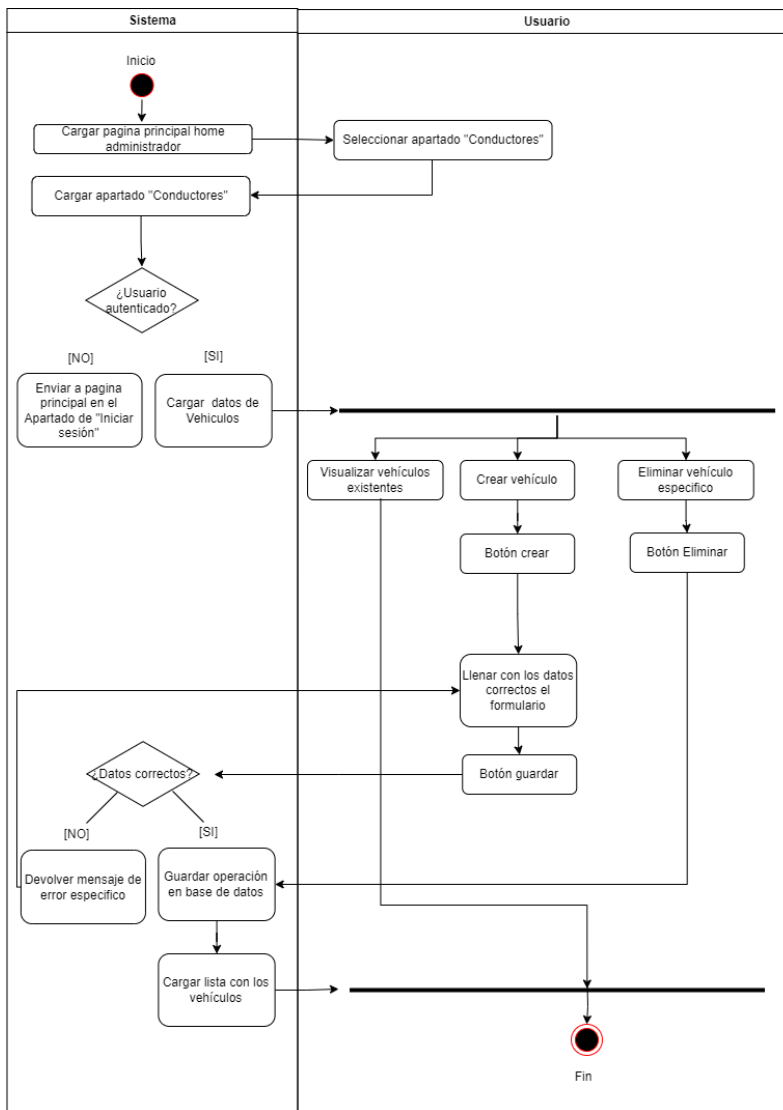 Sistema
Usuario
Inicio
Cargar pagina principal home
administrador
Seleccionar apartado "Conductores"
Cargar apartado "Conductores"
¿Usuario
autenticado?
[NO]
[SI]
Enviar a pagina
principal en el
Apartado de "Iniciar
sesión"
Cargar datos de
Vehiculos
Visualizar vehículos
existentes
Crear vehículo
Eliminar vehículo
especifico
Botón crear
Botón Eliminar
Llenar con los datos
correctos el
formulario
¿Datos correctos?
Botón guardar
[NO]
[SI]
Devolver mensaje de
error especifico
Guardar operación
en base de datos
Cargar lista con los
vehículos
Fin